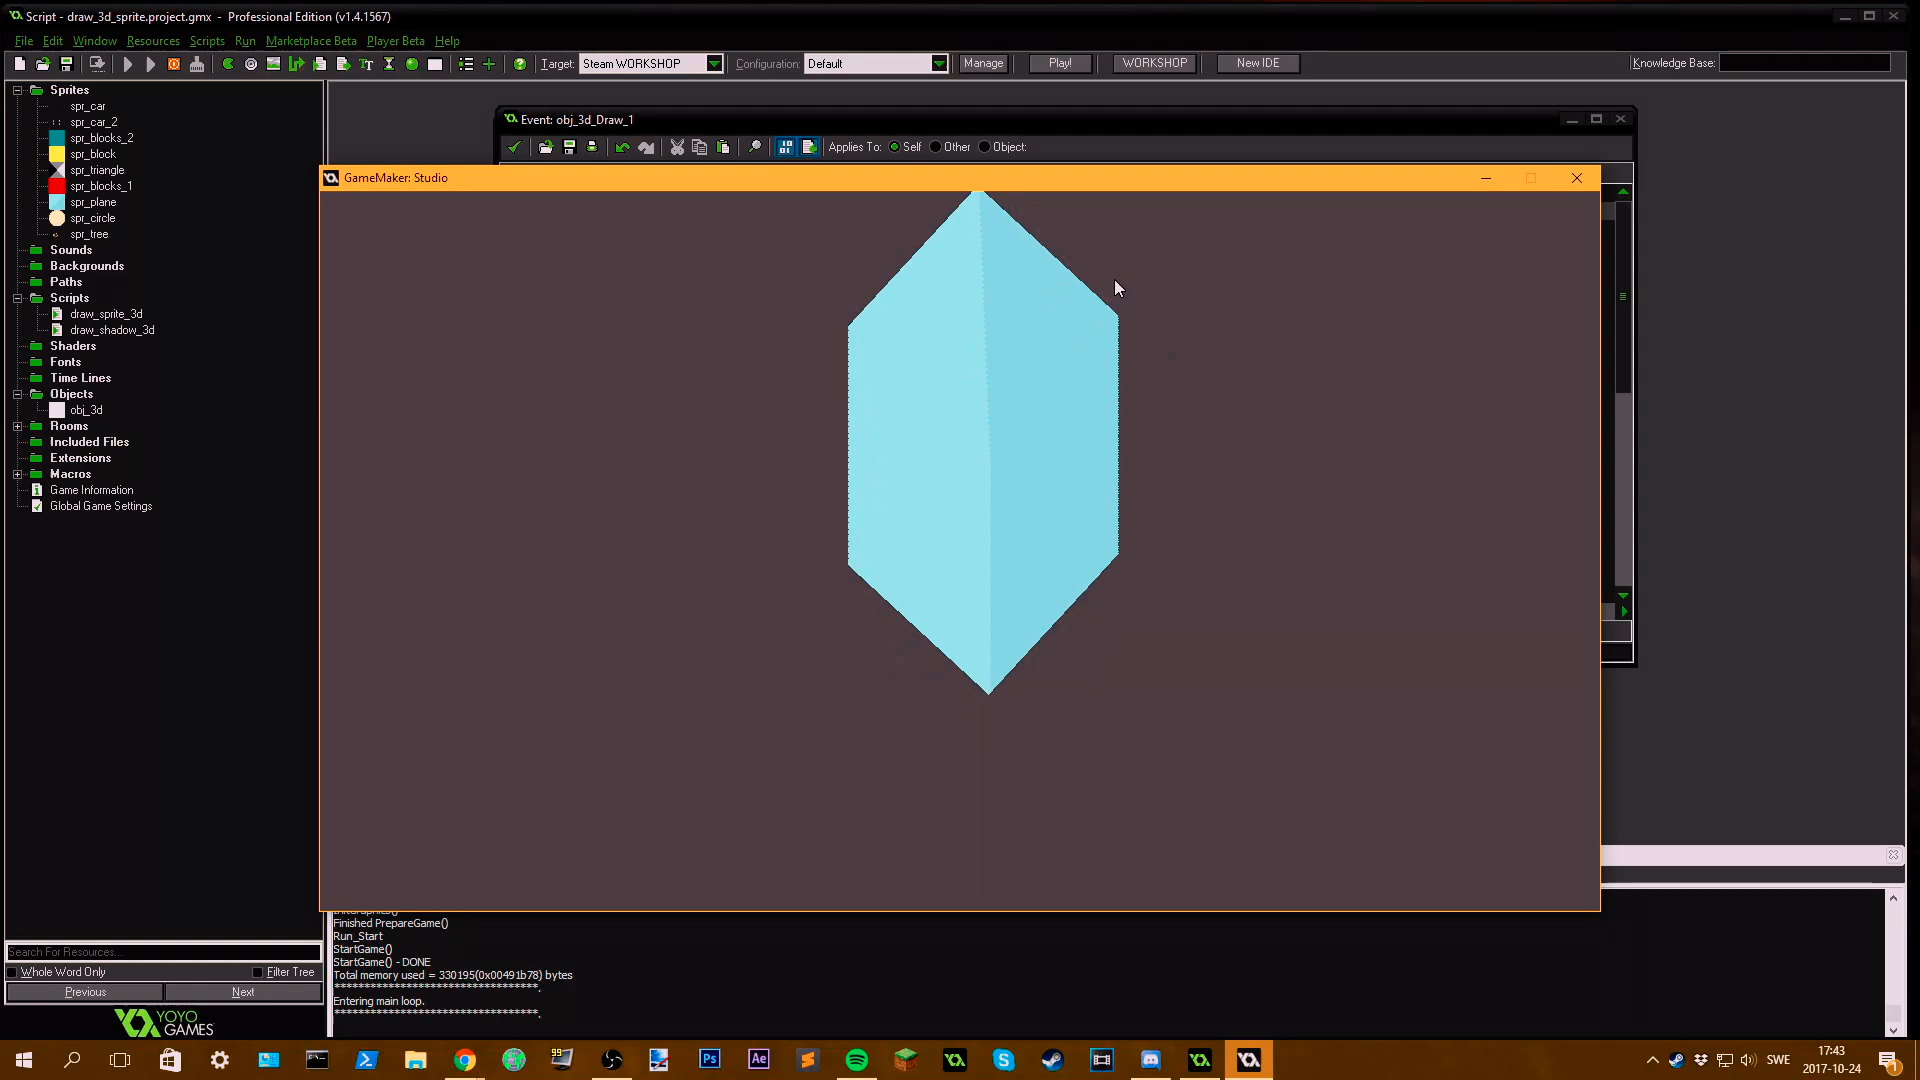 Script - draw_3d_sprite.project.gmx - Professional Edition (v1.4.1567)
File Edit Window Resources Scripts Run Marketplace Beta Player Beta Help
Target: Steam WORKSHOP Configuration: Default Manage Play! WORKSHOP New IDE Knowledge Base:
Sprites
spr_car
spr_car_2
spr_blocks_2
spr_block
spr_triangle
spr_blocks_1
spr_plane
spr_circle
spr_tree
Sounds
Backgrounds
Paths
Scripts
draw_sprite_3d
draw_shadow_3d
Shaders
Fonts
Time Lines
Objects
obj_3d
Rooms
Included Files
Extensions
Macros
Game Information
Global Game Settings
Event: obj_3d_Draw_1
Applies To: Self Other Object:
GameMaker: Studio
Finished PrepareGame()
Run_Start
StartGame()
StartGame() - DONE
Total memory used = 330195(0x00491b78) bytes
***********************************.
Entering main loop.
***********************************.
Search For Resources...
Whole Word Only Filter Tree
Previous Next
YOYO
GAMES
99
Ps Ae
SWE
17:43
2017-10-24
1